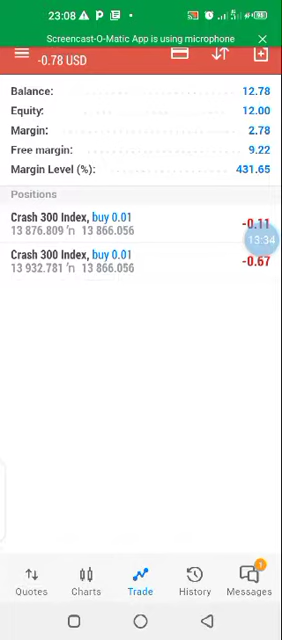 23:08
Screencast-O-Matic App is using microphone
-0.78 USD
Balance: 12.78
Equity: 12.00
Margin: 2.78
Free margin: 9.22
Margin Level (%): 431.65
Positions
Crash 300 Index, buy 0.01 -0.11
13 876.809 'n 13 866.056
13:34
Crash 300 Index, buy 0.01 -0.67
13 932.781 'n 13 866.056
1
Quotes Charts Trade History Messages